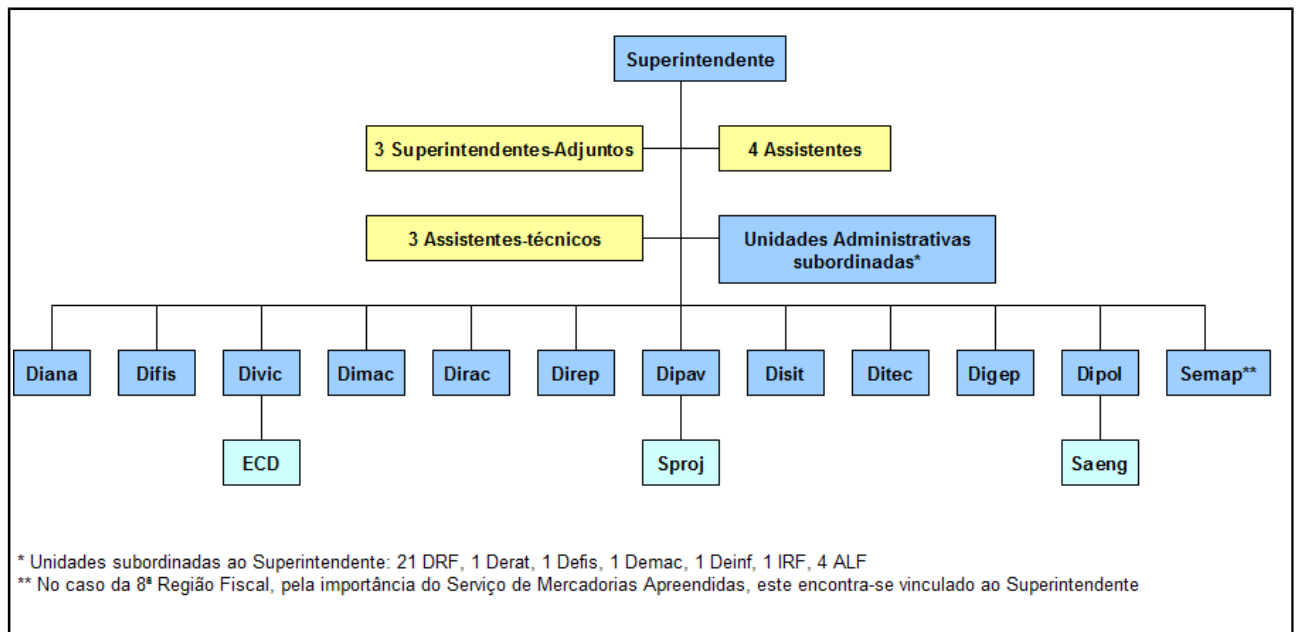 Superintendente
3 Superintendentes-Adjuntos
4 Assistentes
3 Assistentes-técnicos
Unidades Administrativas
subordinadas*
Diana
Difis
Divic
Dimac
Dirac
Direp
Dipav
Disit
Ditec
Digep
Dipol
Semap**
ECD
Sproj
Saeng
* Unidades subordinadas ao Superintendente: 21 DRF, 1 Derat, 1 Defis, 1 Demac, 1 Deinf, 1 IRF, 4 ALF
** No caso da 8ª Região Fiscal, pela importância do Serviço de Mercadorias Apreendidas, este encontra-se vinculado ao Superintendente